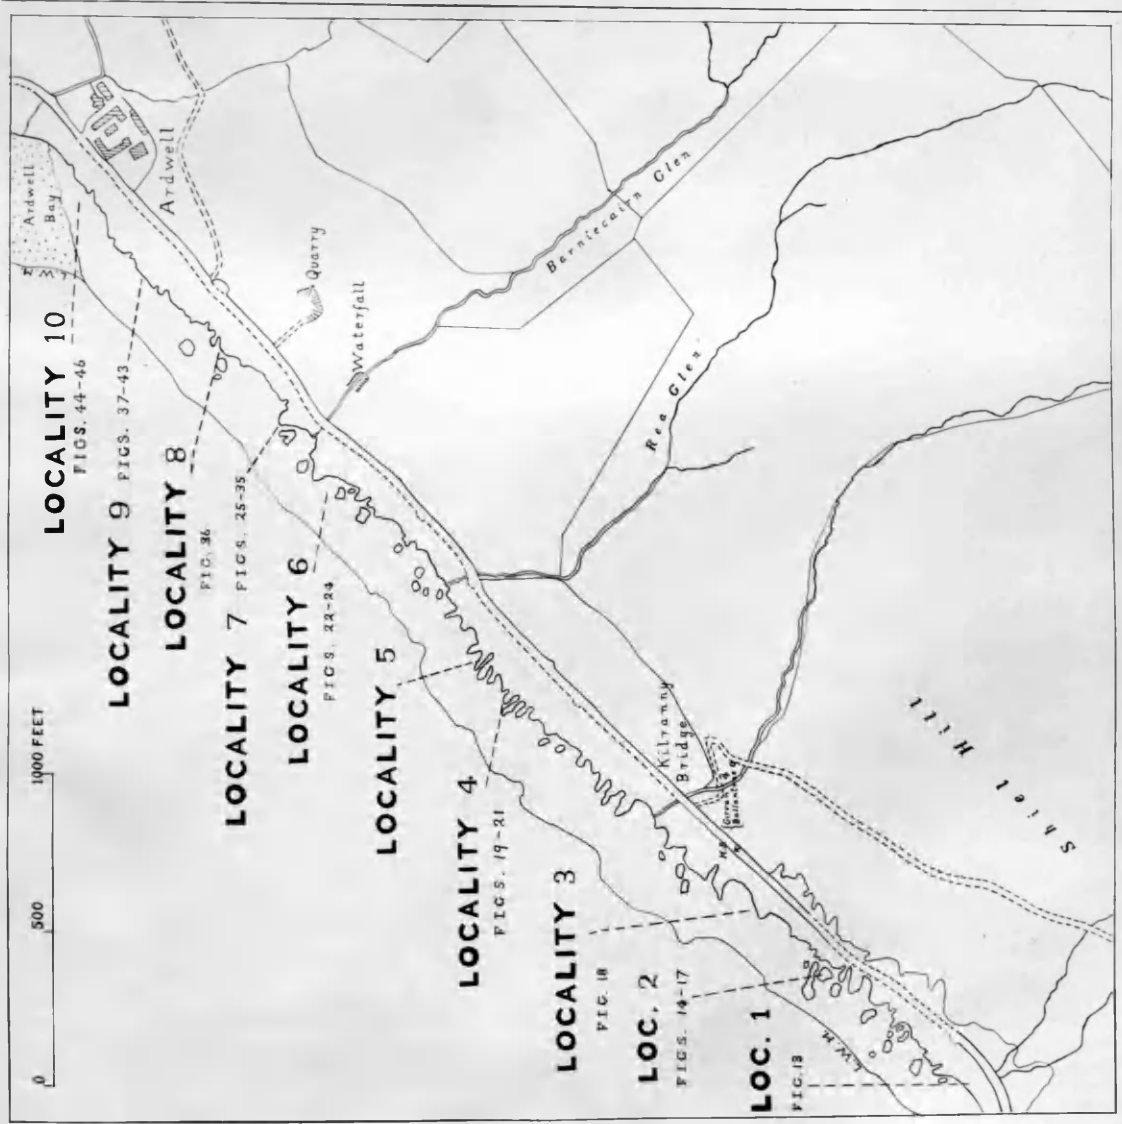 LOCALITY 10
FIGS. 44-46
LOCALITY 9 FIGS. 37-43
LOCALITY 8
FIG. 36
LOCALITY 7 FIGS. 25-35
LOCALITY 6
FIGS. 22-24
LOCALITY 5
LOCALITY 4
FIGS. 19-21
LOCALITY 3
FIG. 18
LOC. 2
FIGS. 14-17
LOC. 1
FIG. 13
0 500 1000 FEET
Ardwell
Bay
L.W.M.
Ardwell
Quarry
Waterfall
Barniecairn Glen
Rea Glen
Kilranny
Bridge
L.W.M.
Shiel Hill